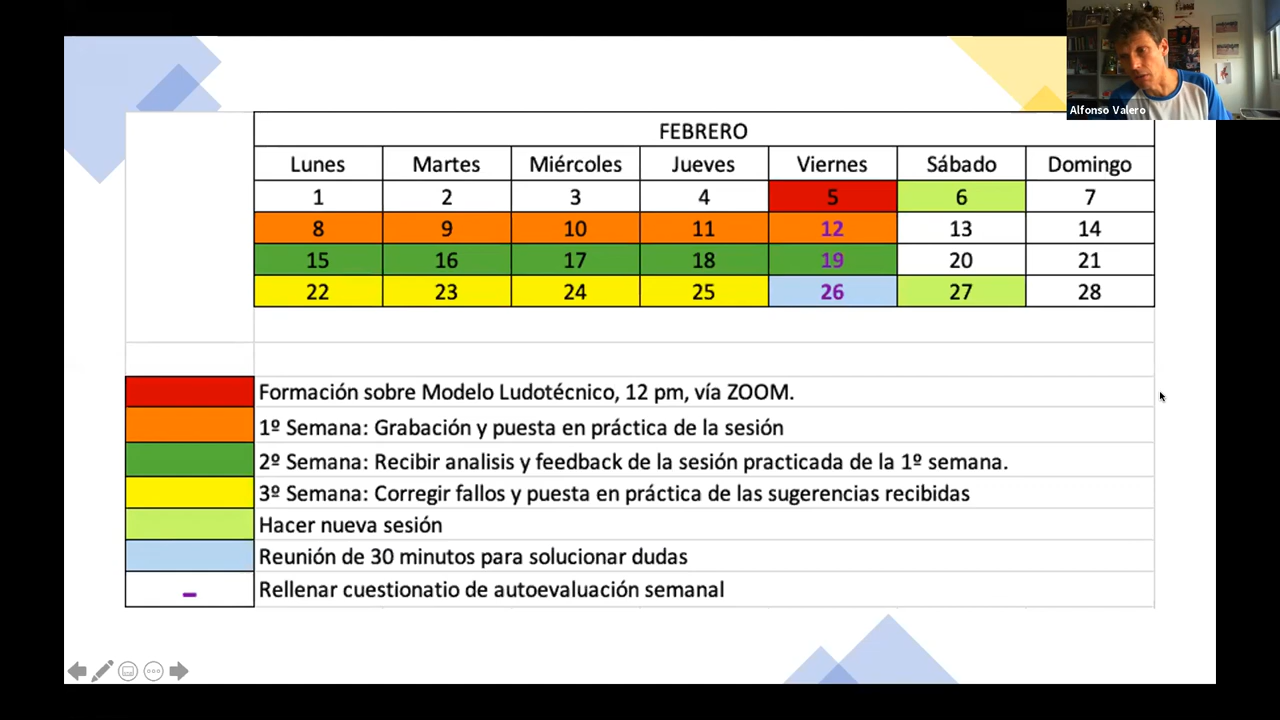 Alfonso Valero
FEBRERO
Lunes Martes Miércoles Jueves Viernes Sábado Domingo
1 2 3 4 5 6 7
8 9 10 11 12 13 14
15 16 17 18 19 20 21
22 23 24 25 26 27 28
Formación sobre Modelo Ludotécnico, 12 pm, vía ZOOM.
1º Semana: Grabación y puesta en práctica de la sesión
2º Semana: Recibir analisis y feedback de la sesión practicada de la 1º semana.
3º Semana: Corregir fallos y puesta en práctica de las sugerencias recibidas
Hacer nueva sesión
Reunión de 30 minutos para solucionar dudas
– Rellenar cuestionatio de autoevaluación semanal